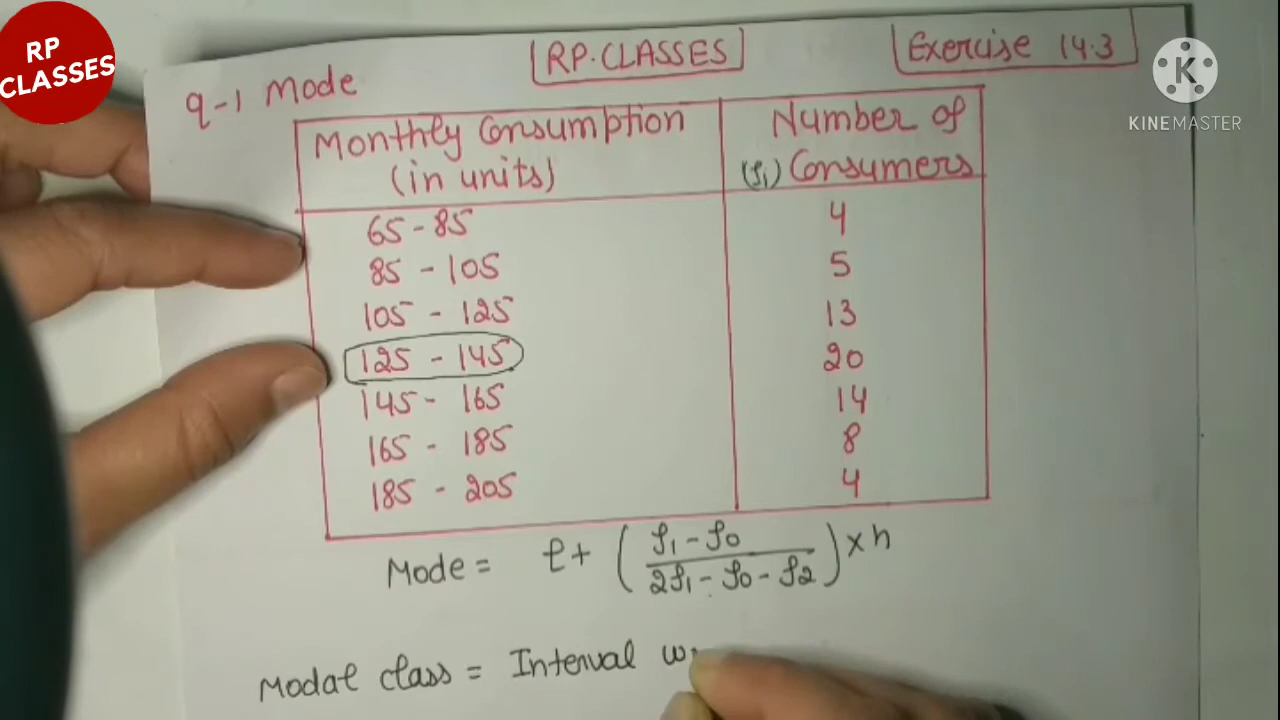 RP
CLASSES
RP.CLASSES
Exercise 14.3
q-1 Mode
KINEMASTER
Monthly Consumption
(in units)
Number of
(f1) Consumers
65 - 85 4
85 - 105 5
105 - 125 13
125 - 145 20
145 - 165 14
165 - 185 8
185 - 205 4
Mode = l + ( f1 - f0 / 2f1 - f0 - f2 ) × h
Modal class = Interval